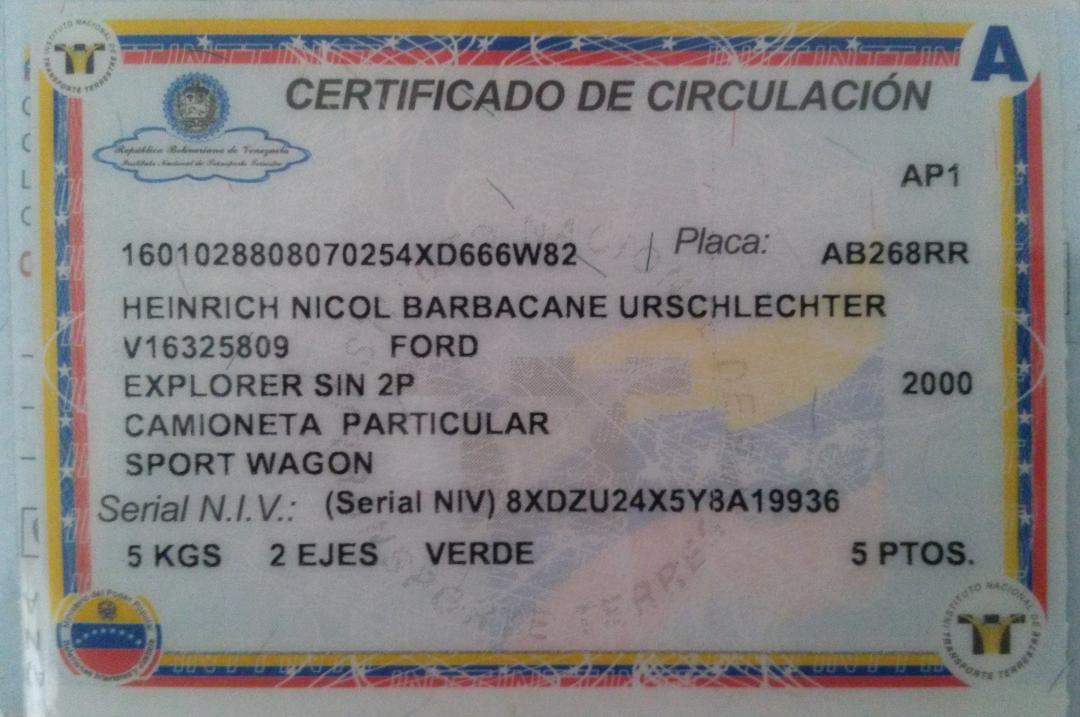 INSTITUTO NACIONAL DE TRANSPORTE TERRESTRE
A
CERTIFICADO DE CIRCULACIÓN
República Bolivariana de Venezuela
Instituto Nacional de Transporte Terrestre
AP1
1601028808070254XD666W82 Placa: AB268RR
HEINRICH NICOL BARBACANE URSCHLECHTER
V16325809 FORD
EXPLORER SIN 2P 2000
CAMIONETA PARTICULAR
SPORT WAGON
Serial N.I.V.: (Serial NIV) 8XDZU24X5Y8A19936
5 KGS 2 EJES VERDE 5 PTOS.
INSTITUTO NACIONAL DE TRANSPORTE TERRESTRE